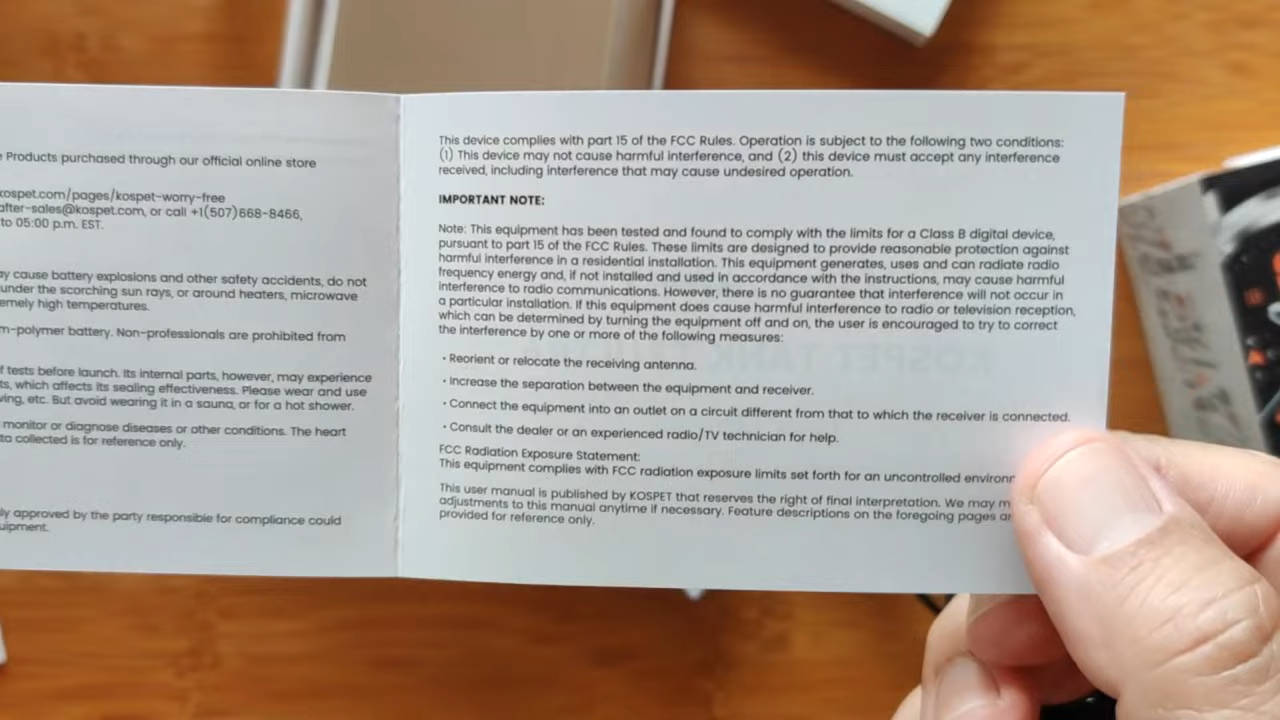 Products purchased through our official online store
kospet.com/pages/kospet-worry-free
after-sales@kospet.com, or call +1(507)668-8466,
to 05:00 p.m. EST.
cause battery explosions and other safety accidents, do not
under the scorching sun rays, or around heaters, microwave
emely high temperatures.
m-polymer battery. Non-professionals are prohibited from
f tests before launch. Its internal parts, however, may experience
ts, which affects its sealing effectiveness. Please wear and use
ving, etc. But avoid wearing it in a sauna, or for a hot shower.
monitor or diagnose diseases or other conditions. The heart
ta collected is for reference only.
ly approved by the party responsible for compliance could
uipment.
This device complies with part 15 of the FCC Rules. Operation is subject to the following two conditions:
(1) This device may not cause harmful interference, and (2) this device must accept any interference
received, including interference that may cause undesired operation.
IMPORTANT NOTE:
Note: This equipment has been tested and found to comply with the limits for a Class B digital device,
pursuant to part 15 of the FCC Rules. These limits are designed to provide reasonable protection against
harmful interference in a residential installation. This equipment generates, uses and can radiate radio
frequency energy and, if not installed and used in accordance with the instructions, may cause harmful
interference to radio communications. However, there is no guarantee that interference will not occur in
a particular installation. If this equipment does cause harmful interference to radio or television reception,
which can be determined by turning the equipment off and on, the user is encouraged to try to correct
the interference by one or more of the following measures:
• Reorient or relocate the receiving antenna.
• Increase the separation between the equipment and receiver.
• Connect the equipment into an outlet on a circuit different from that to which the receiver is connected.
• Consult the dealer or an experienced radio/TV technician for help.
FCC Radiation Exposure Statement:
This equipment complies with FCC radiation exposure limits set forth for an uncontrolled environ
This user manual is published by KOSPET that reserves the right of final interpretation. We may m
adjustments to this manual anytime if necessary. Feature descriptions on the foregoing pages a
provided for reference only.